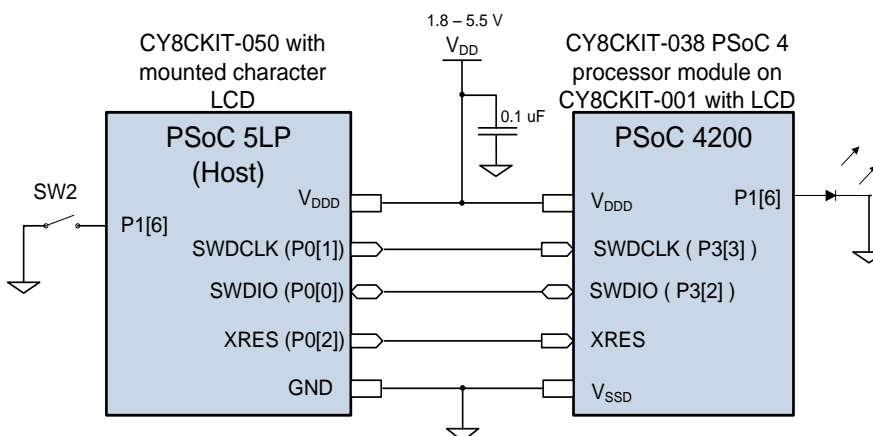 CY8CKIT-050 with
mounted character
LCD
1.8 – 5.5 V
VDD
0.1 uF
CY8CKIT-038 PSoC 4
processor module on
CY8CKIT-001 with LCD
PSoC 5LP
(Host)
SW2
P1[6]
VDDD
SWDCLK (P0[1])
SWDIO (P0[0])
XRES (P0[2])
GND
PSoC 4200
VDDD
P1[6]
SWDCLK ( P3[3] )
SWDIO ( P3[2] )
XRES
VSSD